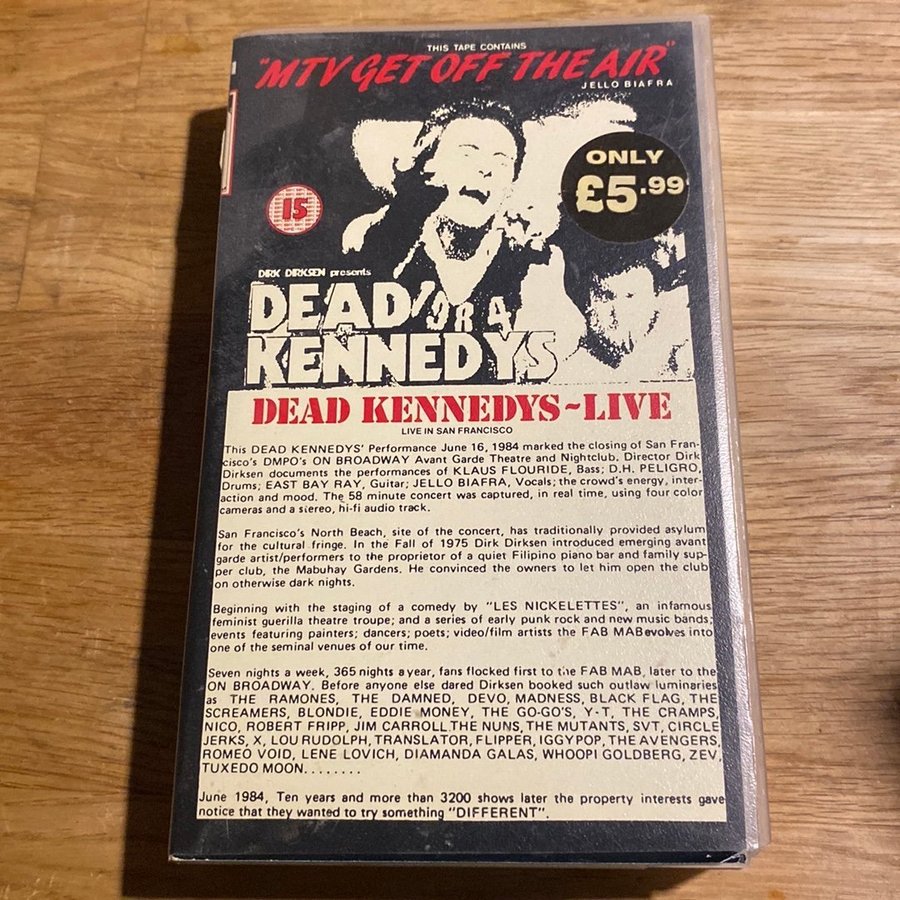 THIS TAPE CONTAINS
"MTV GET OFF THE AIR"
JELLO BIAFRA
ONLY
£5.99
15
DIRK DIRKSEN presents
DEAD '984
KENNEDYS
DEAD KENNEDYS~LIVE
LIVE IN SAN FRANCISCO
This DEAD KENNEDYS' Performance June 16, 1984 marked the closing of San Fran-
cisco's DMPO's ON BROADWAY Avant Garde Theatre and Nightclub. Director Dirk
Dirksen documents the performances of KLAUS FLOURIDE, Bass; D.H. PELIGRO,
Drums; EAST BAY RAY, Guitar; JELLO BIAFRA, Vocals; the crowd's energy, inter-
action and mood. The 58 minute concert was captured, in real time, using four color
cameras and a stereo, hi-fi audio track.
San Francisco's North Beach, site of the concert, has traditionally provided asylum
for the cultural fringe. In the Fall of 1975 Dirk Dirksen introduced emerging avant
garde artist/performers to the proprietor of a quiet Filipino piano bar and family sup-
per club, the Mabuhay Gardens. He convinced the owners to let him open the club
on otherwise dark nights.
Beginning with the staging of a comedy by "LES NICKELETTES", an infamous
feminist guerilla theatre troupe; and a series of early punk rock and new music bands;
events featuring painters; dancers; poets; video/film artists the FAB MAB evolves into
one of the seminal venues of our time.
Seven nights a week, 365 nights a year, fans flocked first to the FAB MAB, later to the
ON BROADWAY. Before anyone else dared Dirksen booked such outlaw luminaries
as THE RAMONES, THE DAMNED, DEVO, MADNESS, BLACK FLAG, THE
SCREAMERS, BLONDIE, EDDIE MONEY, THE GO-GO'S, Y-T, THE CRAMPS,
NICO, ROBERT FRIPP, JIM CARROLL, THE NUNS, THE MUTANTS, SVT, CIRCLE
JERKS, X, LOU RUDOLPH, TRANSLATOR, FLIPPER, IGGYPOP, THE AVENGERS,
ROMEO VOID, LENE LOVICH, DIAMANDA GALAS, WHOOPI GOLDBERG, ZEV,
TUXEDO MOON........
June 1984, Ten years and more than 3200 shows later the property interests gave
notice that they wanted to try something "DIFFERENT".